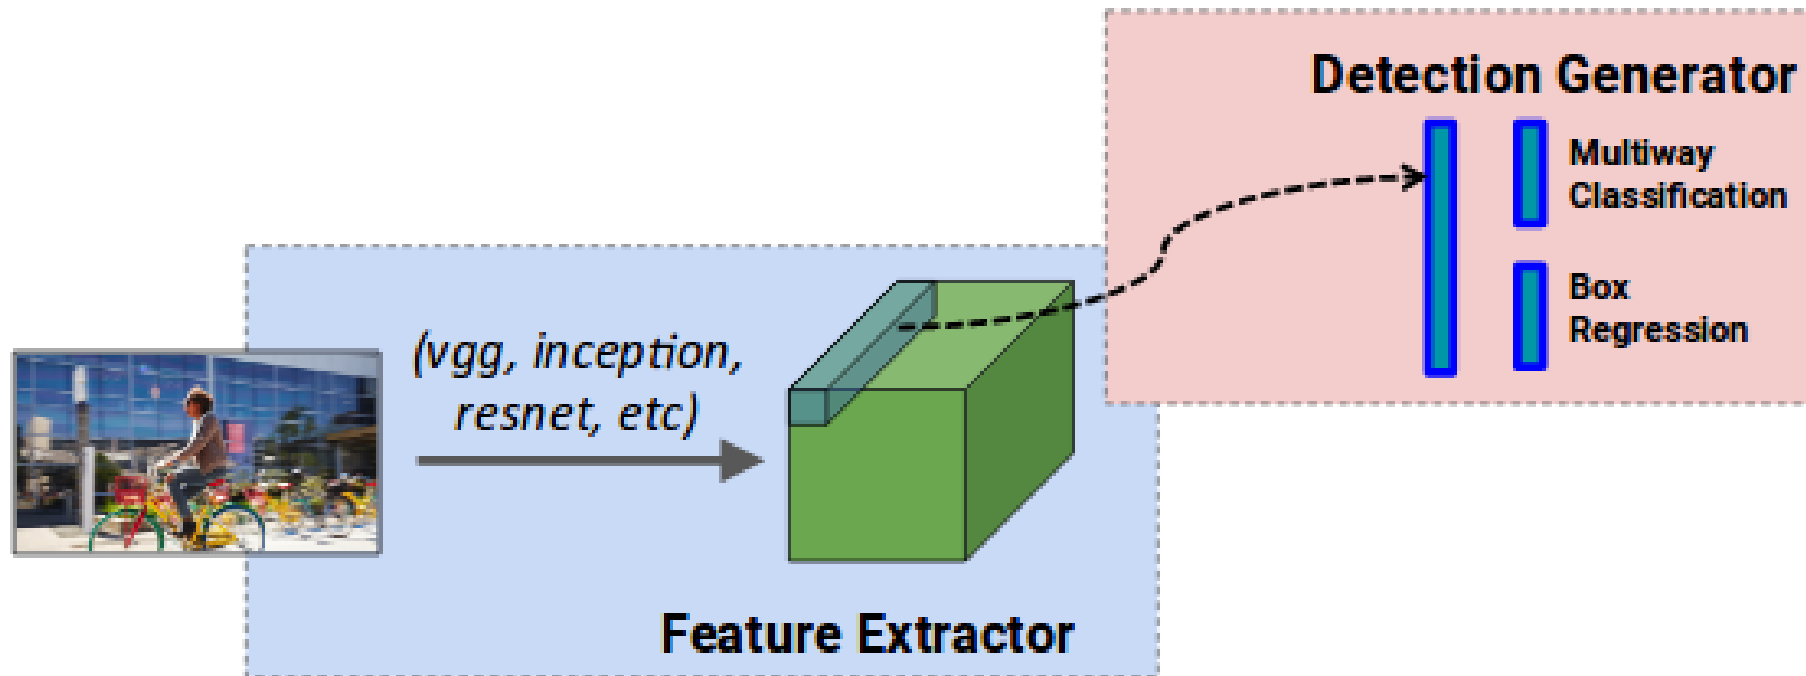 Detection Generator
Multiway
Classification
Box
Regression
(vgg, inception,
resnet, etc)
Feature Extractor